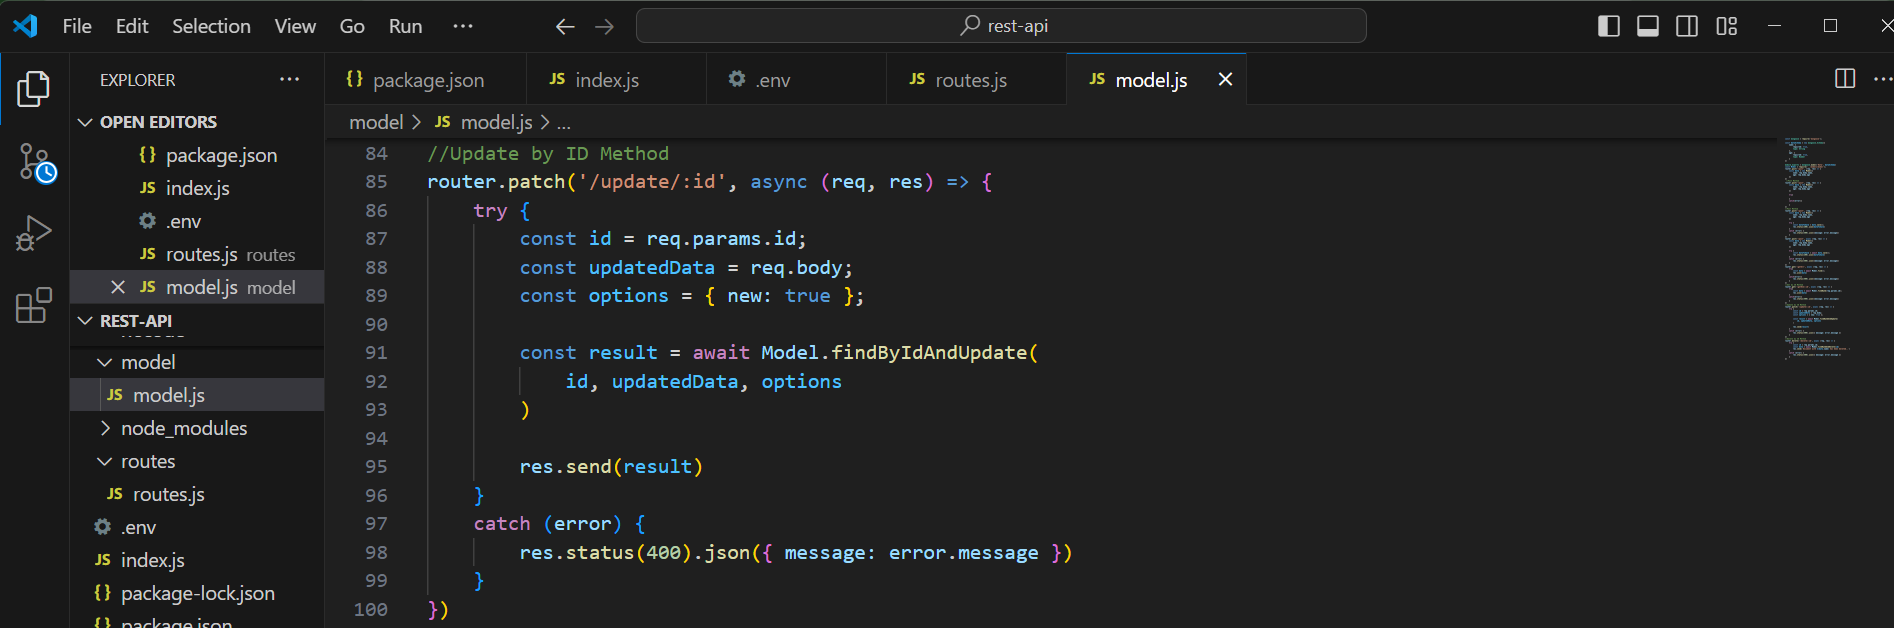 File Edit Selection View Go Run ··· rest-api
EXPLORER ···
{} package.json JS index.js .env JS routes.js JS model.js ···
OPEN EDITORS
{} package.json
JS index.js
.env
JS routes.js routes
JS model.js model
REST-API
model
JS model.js
node_modules
routes
JS routes.js
.env
JS index.js
{} package-lock.json
{} package.json
model > JS model.js > ...
84 //Update by ID Method
85 router.patch('/update/:id', async (req, res) => {
86 try {
87 const id = req.params.id;
88 const updatedData = req.body;
89 const options = { new: true };
90
91 const result = await Model.findByIdAndUpdate(
92 id, updatedData, options
93 )
94
95 res.send(result)
96 }
97 catch (error) {
98 res.status(400).json({ message: error.message })
99 }
100 })